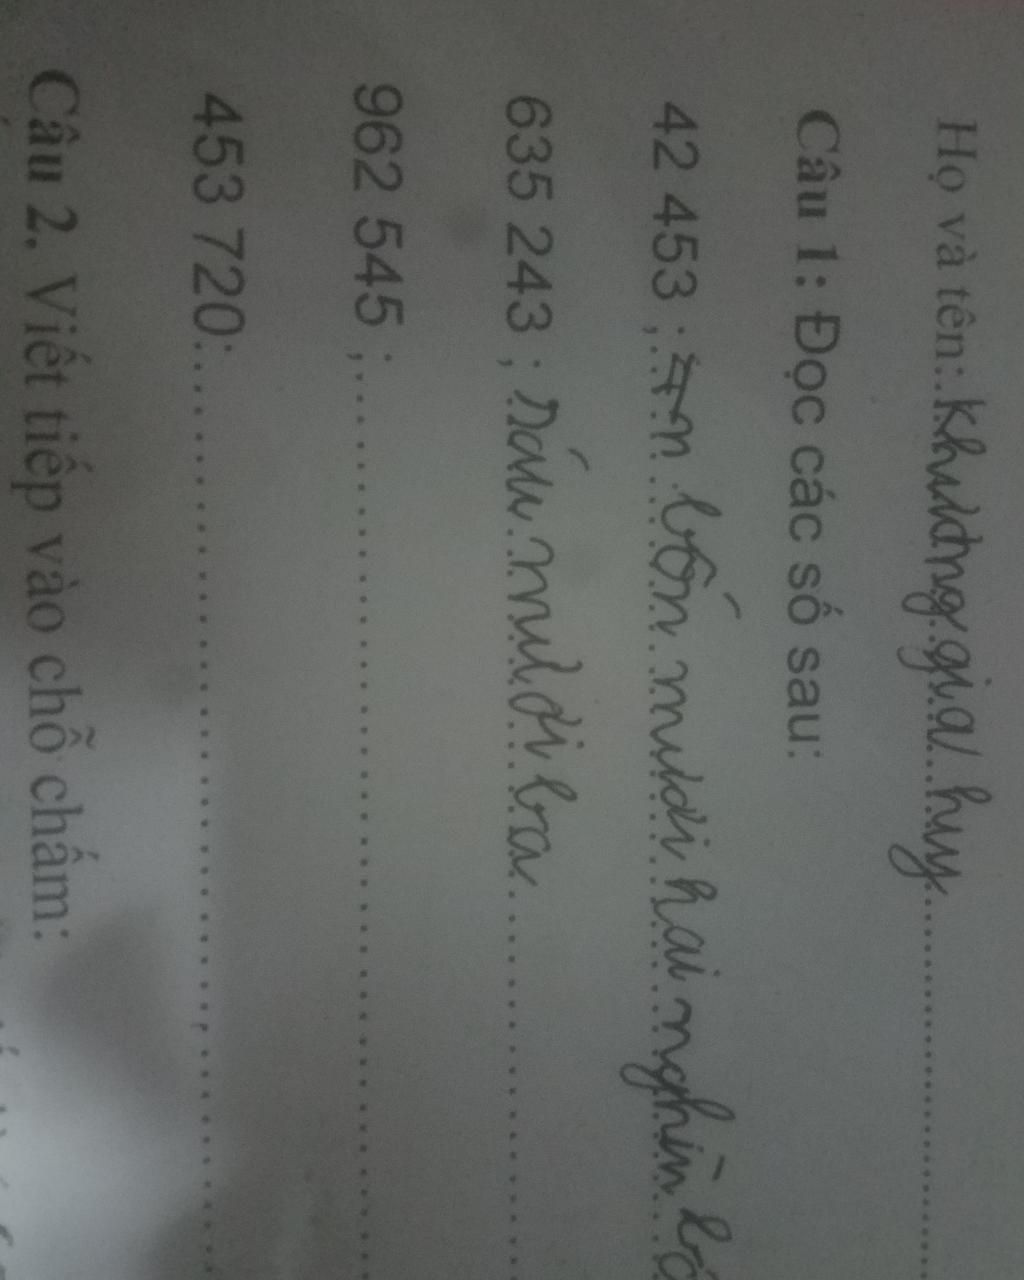 Họ và tên: Khương gia huy
Câu 1: Đọc các số sau:
42 453 ; bốn mươi hai nghìn
635 243 ; Sáu mươi ba
962 545 ;
453 720:
Câu 2. Viết tiếp vào chỗ chấm: